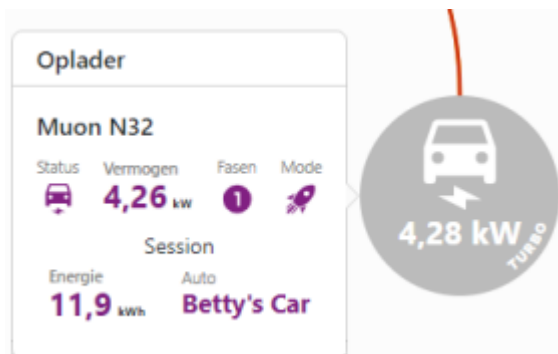 Oplader
Muon N32
Status Vermogen Fasen Mode
4,26 kW 1
Session
Energie Auto
11,9 kWh Betty's Car
4,28 kW
TURBO